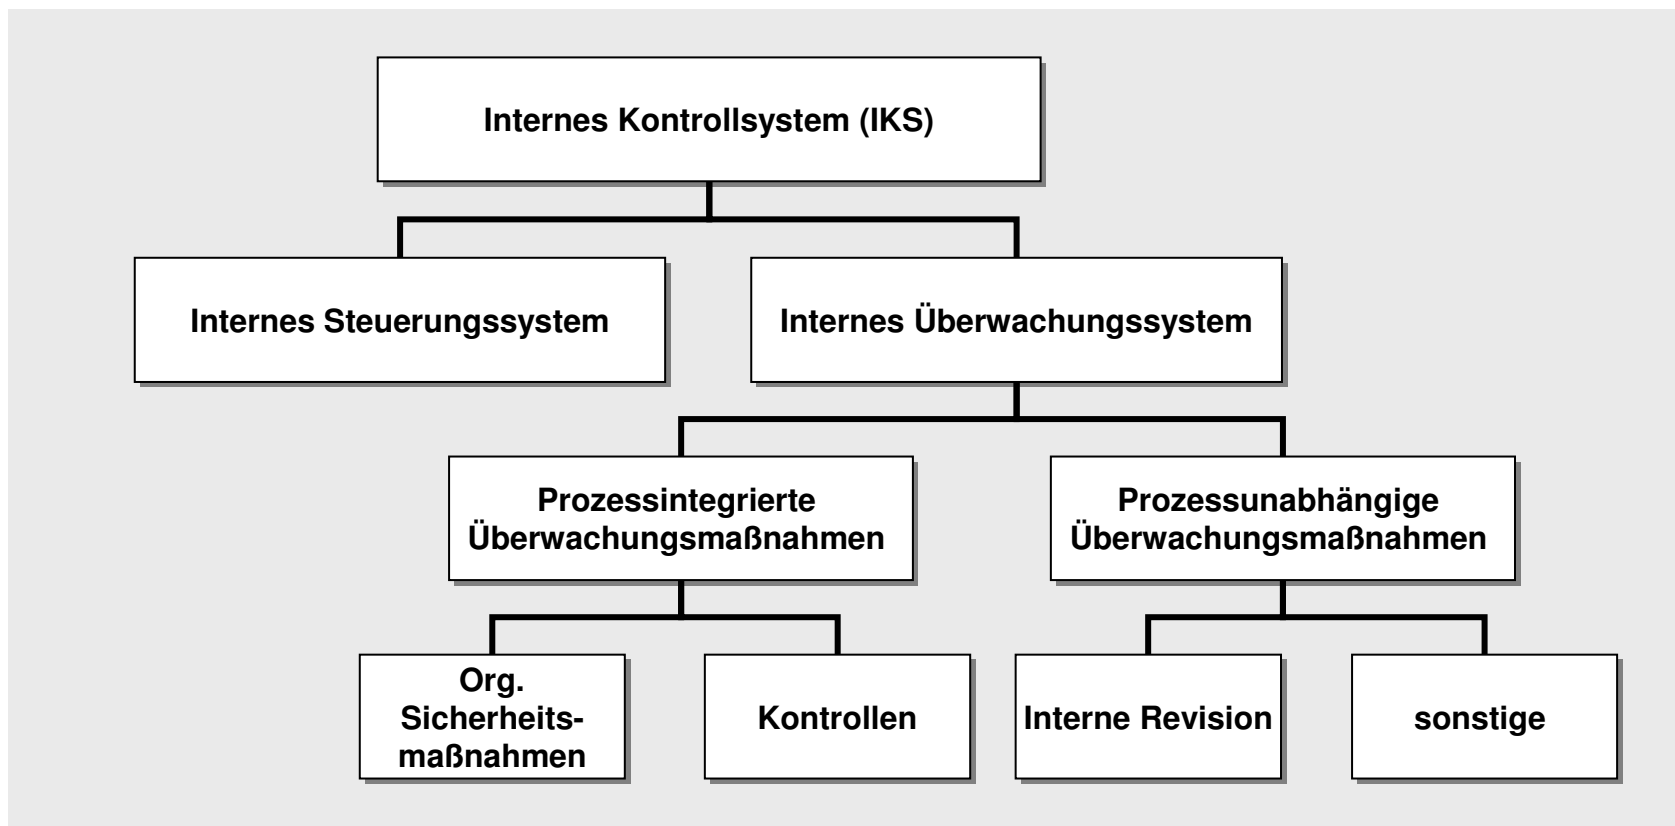 Internes Kontrollsystem (IKS)
Internes Steuerungssystem
Internes Überwachungssystem
Prozessintegrierte
Überwachungsmaßnahmen
Prozessunabhängige
Überwachungsmaßnahmen
Org.
Sicherheits-
maßnahmen
Kontrollen
Interne Revision
sonstige